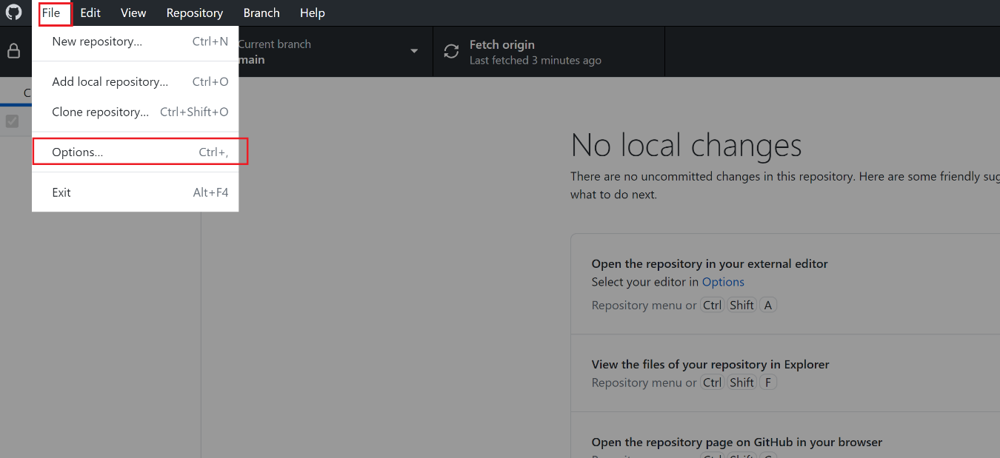 File Edit View Repository Branch Help
New repository... Ctrl+N
Add local repository... Ctrl+O
Clone repository... Ctrl+Shift+O
Options... Ctrl+,
Exit Alt+F4
Current branch
main
Fetch origin
Last fetched 3 minutes ago
C
No local changes
There are no uncommitted changes in this repository. Here are some friendly sug
what to do next.
Open the repository in your external editor
Select your editor in Options
Repository menu or Ctrl Shift A
View the files of your repository in Explorer
Repository menu or Ctrl Shift F
Open the repository page on GitHub in your browser